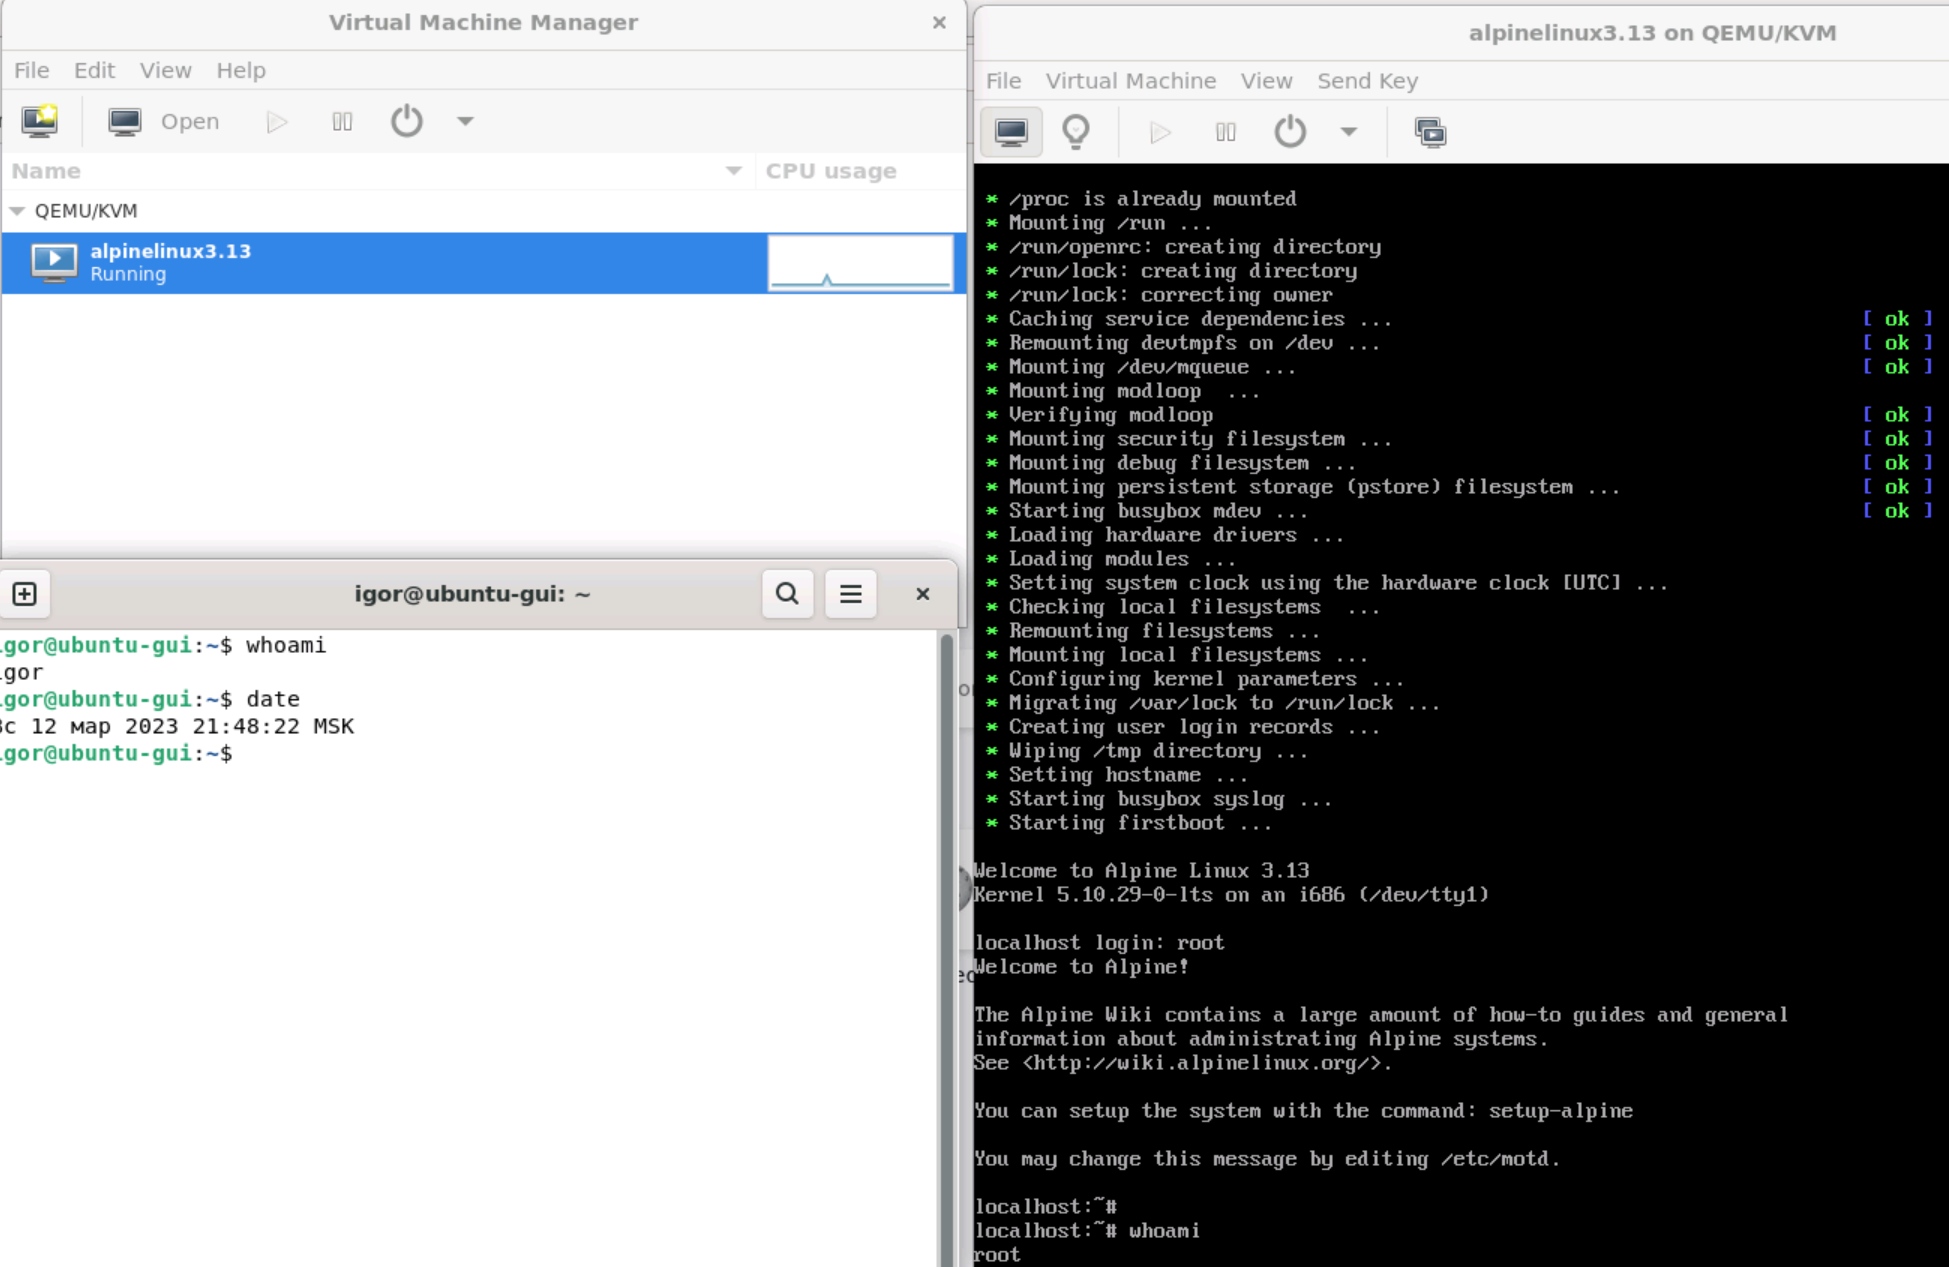 Virtual Machine Manager
File Edit View Help
Open
Name CPU usage
QEMU/KVM
alpinelinux3.13
Running
igor@ubuntu-gui: ~
igor@ubuntu-gui:~$ whoami
igor
igor@ubuntu-gui:~$ date
Вс 12 мар 2023 21:48:22 MSK
igor@ubuntu-gui:~$
alpinelinux3.13 on QEMU/KVM
File Virtual Machine View Send Key
* /proc is already mounted
* Mounting /run ...
* /run/openrc: creating directory
* /run/lock: creating directory
* /run/lock: correcting owner
* Caching service dependencies ... [ ok ]
* Remounting devtmpfs on /dev ... [ ok ]
* Mounting /dev/mqueue ... [ ok ]
* Mounting modloop  ...
* Verifying modloop [ ok ]
* Mounting security filesystem ... [ ok ]
* Mounting debug filesystem ... [ ok ]
* Mounting persistent storage (pstore) filesystem ... [ ok ]
* Starting busybox mdev ... [ ok ]
* Loading hardware drivers ...
* Loading modules ...
* Setting system clock using the hardware clock [UTC] ...
* Checking local filesystems  ...
* Remounting filesystems ...
* Mounting local filesystems ...
* Configuring kernel parameters ...
* Migrating /var/lock to /run/lock ...
* Creating user login records ...
* Wiping /tmp directory ...
* Setting hostname ...
* Starting busybox syslog ...
* Starting firstboot ...
Welcome to Alpine Linux 3.13
Kernel 5.10.29-0-lts on an i686 (/dev/tty1)
localhost login: root
Welcome to Alpine!
The Alpine Wiki contains a large amount of how-to guides and general
information about administrating Alpine systems.
See <http://wiki.alpinelinux.org/>.
You can setup the system with the command: setup-alpine
You may change this message by editing /etc/motd.
localhost:~#
localhost:~# whoami
root